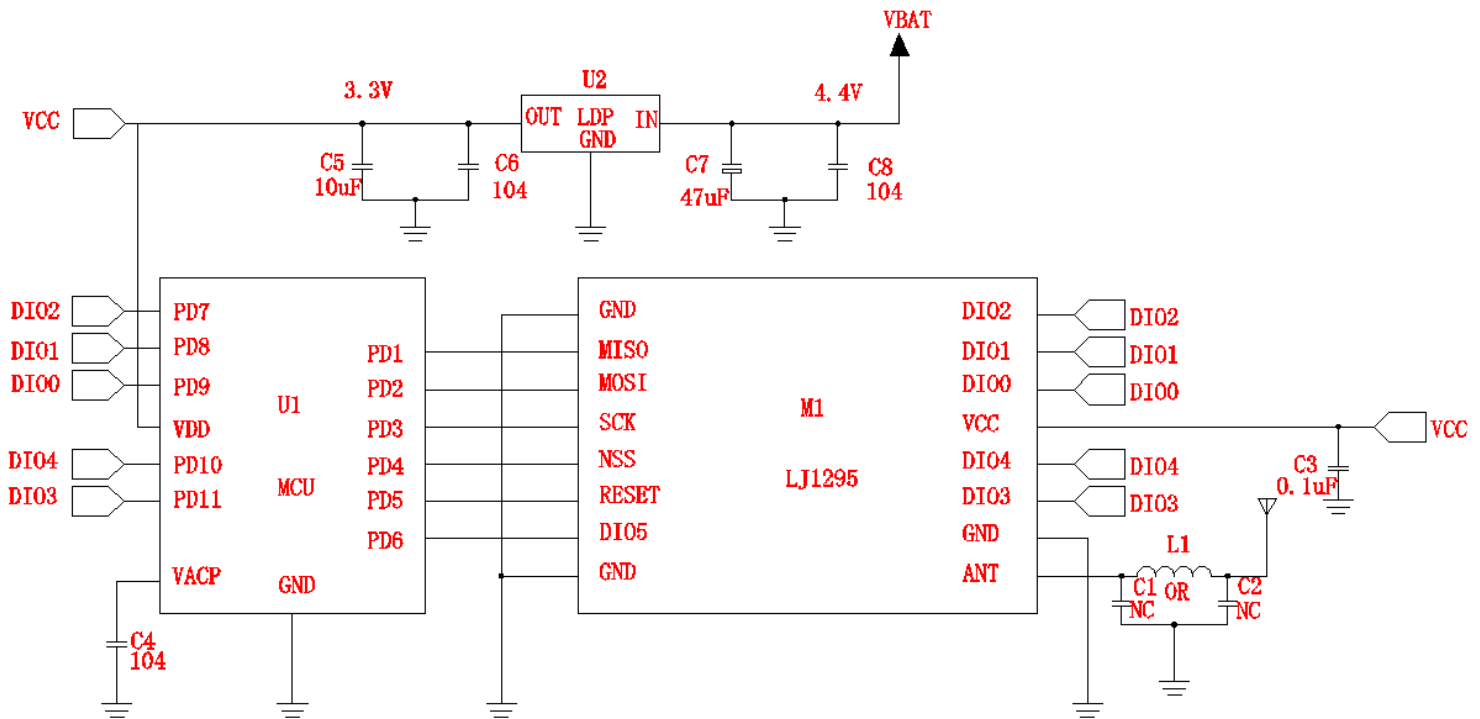 VBAT
U2
3.3V
4.4V
VCC
OUT LDP IN
GND
C5
10uF
C6
104
C7
47uF
C8
104
DIO2
PD7
DIO1
PD8
DIO0
PD9
VDD
DIO4
PD10
DIO3
PD11
VACP
GND
U1
MCU
PD1
PD2
PD3
PD4
PD5
PD6
C4
104
GND
MISO
MOSI
SCK
NSS
RESET
DIO5
GND
M1
LJ1295
DIO2
DIO1
DIO0
VCC
DIO4
DIO3
GND
ANT
DIO2
DIO1
DIO0
VCC
DIO4
DIO3
C3
0.1uF
L1
0R
C1
NC
C2
NC